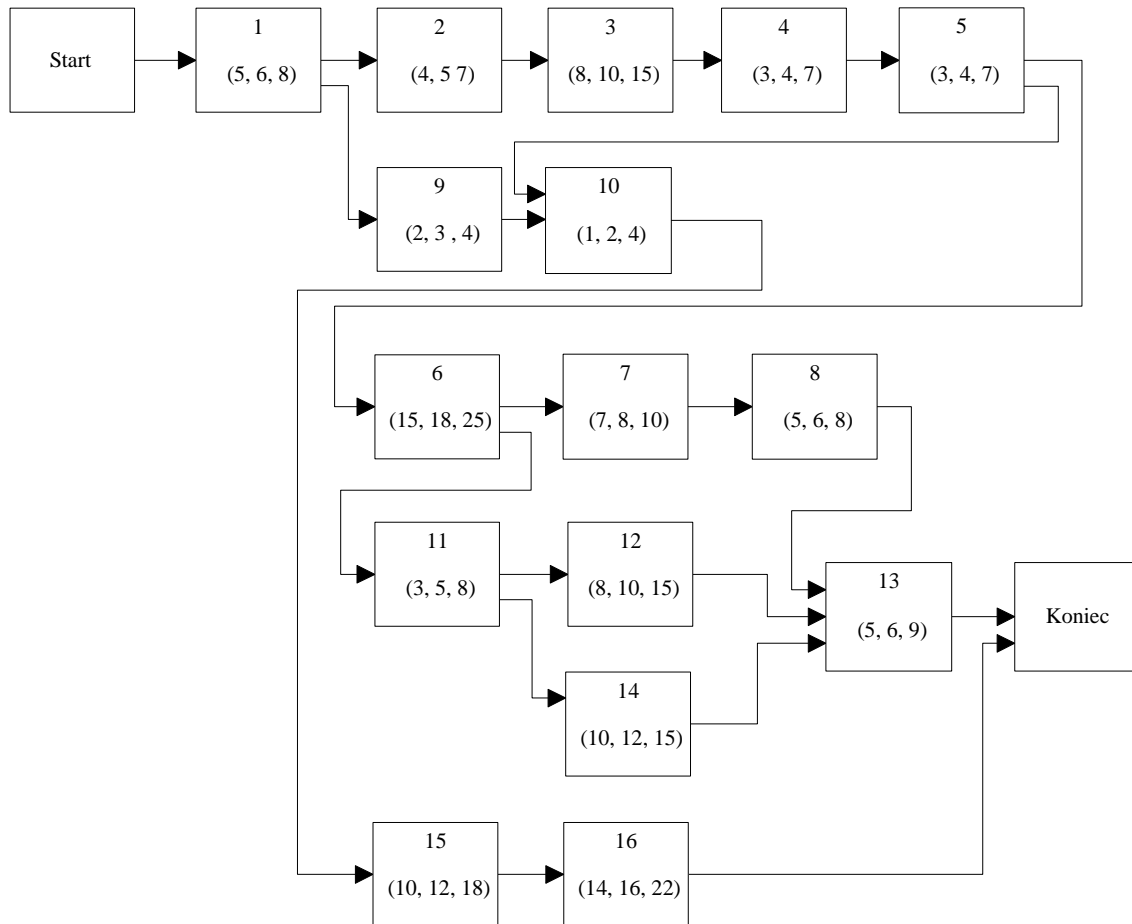 Start
1
(5, 6, 8)
2
(4, 5 7)
3
(8, 10, 15)
4
(3, 4, 7)
5
(3, 4, 7)
9
(2, 3 , 4)
10
(1, 2, 4)
6
(15, 18, 25)
7
(7, 8, 10)
8
(5, 6, 8)
11
(3, 5, 8)
12
(8, 10, 15)
13
(5, 6, 9)
Koniec
14
(10, 12, 15)
15
(10, 12, 18)
16
(14, 16, 22)